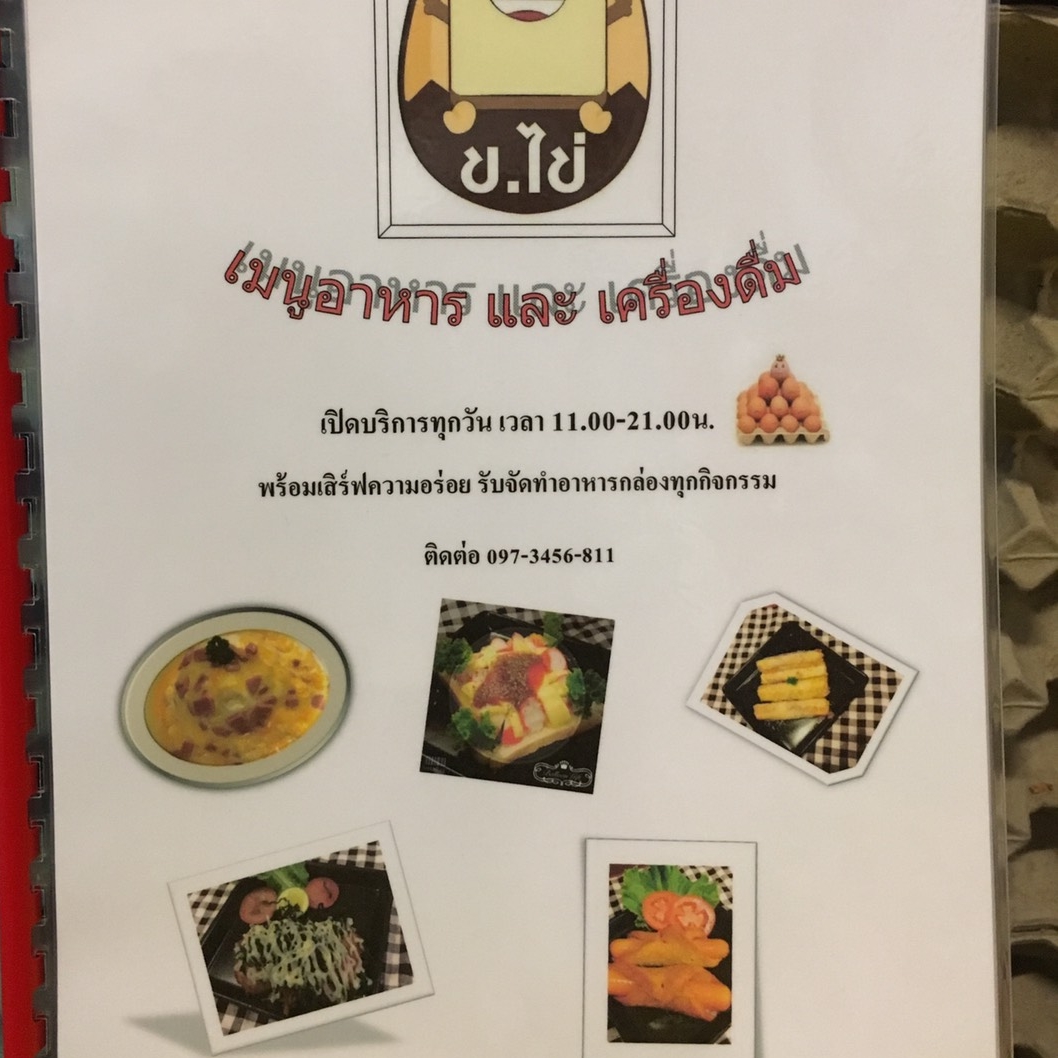 ข.ไข่
เมนูอาหาร และ เครื่องดื่ม
เปิดบริการทุกวัน เวลา 11.00-21.00น.
พร้อมเสิร์ฟความอร่อย รับจัดทำอาหารกล่องทุกกิจกรรม
ติดต่อ 097-3456-811